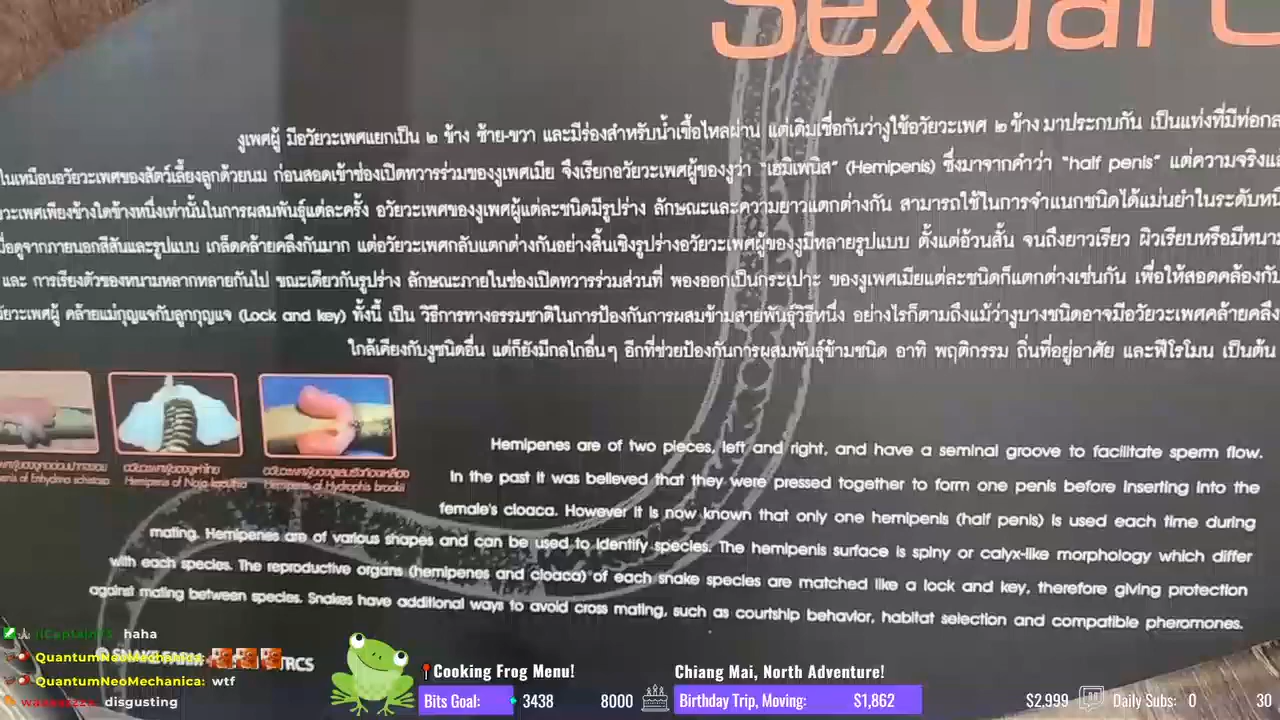 Sexual
งูเพศผู้ มีอวัยวะเพศแยกเป็น ๒ ข้าง ซ้าย-ขวา และมีร่องสำหรับน้ำเชื้อไหลผ่าน แต่เดิมเชื่อกันว่างูใช้อวัยวะเพศ ๒ ข้าง มาประกบกัน เป็นแท่งที่มีท่อ
ในเหมือนอวัยวะเพศของสัตว์เลี้ยงลูกด้วยนม ก่อนสอดเข้าช่องเปิดทวารร่วมของงูเพศเมีย จึงเรียกอวัยวะเพศผู้ของงูว่า "เฮมิเพนิส" (Hemipenis) ซึ่งมาจากคำว่า "half penis" แต่ความจริง
วะเพศเพียงข้างใดข้างหนึ่งเท่านั้นในการผสมพันธุ์แต่ละครั้ง อวัยวะเพศของงูเพศผู้แต่ละชนิดมีรูปร่าง ลักษณะและความยาวแตกต่างกัน สามารถใช้ในการจำแนกชนิดได้แม่นยำในระดับหนึ
ดูจากภายนอกสีสันและรูปแบบ เกล็ดคล้ายคลึงกันมาก แต่อวัยวะเพศกลับแตกต่างกันอย่างสิ้นเชิงรูปร่างอวัยวะเพศผู้ของงูมีหลายรูปแบบ ตั้งแต่อ้วนสั้น จนถึงยาวเรียว ผิวเรียบหรือมีหนาม
และ การเรียงตัวของหนามหลากหลายกันไป ขณะเดียวกันรูปร่าง ลักษณะภายในช่องเปิดทวารร่วมส่วนที่ พองออกเป็นกระเปาะ ของงูเพศเมียแต่ละชนิดก็แตกต่างเช่นกัน เพื่อให้สอดคล้องกับ
วัยวะเพศผู้ คล้ายแม่กุญแจกับลูกกุญแจ (Lock and key) ทั้งนี้ เป็น วิธีการทางธรรมชาติในการป้องกันการผสมข้ามสายพันธุ์วิธีหนึ่ง อย่างไรก็ตามถึงแม้ว่างูบางชนิดอาจมีอวัยวะเพศคล้ายคลึง
ใกล้เคียงกับงูชนิดอื่น แต่ก็ยังมีกลไกอื่นๆ อีกที่ช่วยป้องกันการผสมพันธุ์ข้ามชนิด อาทิ พฤติกรรม ถิ่นที่อยู่อาศัย และฟีโรโมน เป็นต้น
อวัยวะเพศผู้ของงูเห่าไทย
Hemipenis of Naja kaouthia
Hemipenis of Hydrophis brookii
Hemipenes are of two pieces, left and right, and have a seminal groove to facilitate sperm flow.
In the past it was believed that they were pressed together to form one penis before inserting into the
female's cloaca. However it is now known that only one hemipenis (half penis) is used each time during
mating. Hemipenes are of various shapes and can be used to identify species. The hemipenis surface is spiny or calyx-like morphology which differ
with each species. The reproductive organs (hemipenes and cloaca) of each snake species are matched like a lock and key, therefore giving protection
against mating between species. Snakes have additional ways to avoid cross mating, such as courtship behavior, habitat selection and compatible pheromones.
SNAKE FARM
TRCS
haha
QuantumNeoMechanica:
QuantumNeoMechanica: wtf
disgusting
Cooking Frog Menu!
Bits Goal: 3438 8000
Chiang Mai, North Adventure!
Birthday Trip, Moving: $1,862 $2,999
Daily Subs: 0 30